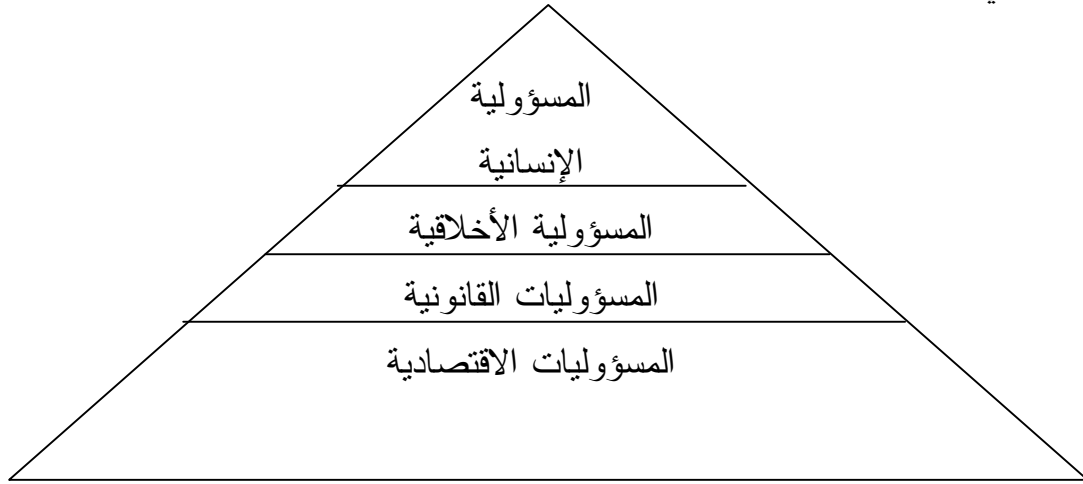 المسؤولية
الإنسانية
المسؤولية الأخلاقية
المسؤوليات القانونية
المسؤوليات الاقتصادية